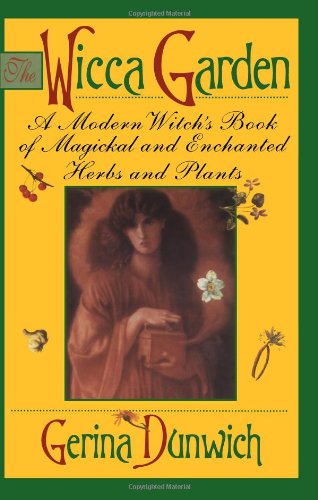 The Wicca Garden
A Modern Witch's Book
of Magickal and Enchanted
Herbs and Plants
Gerina Dunwich